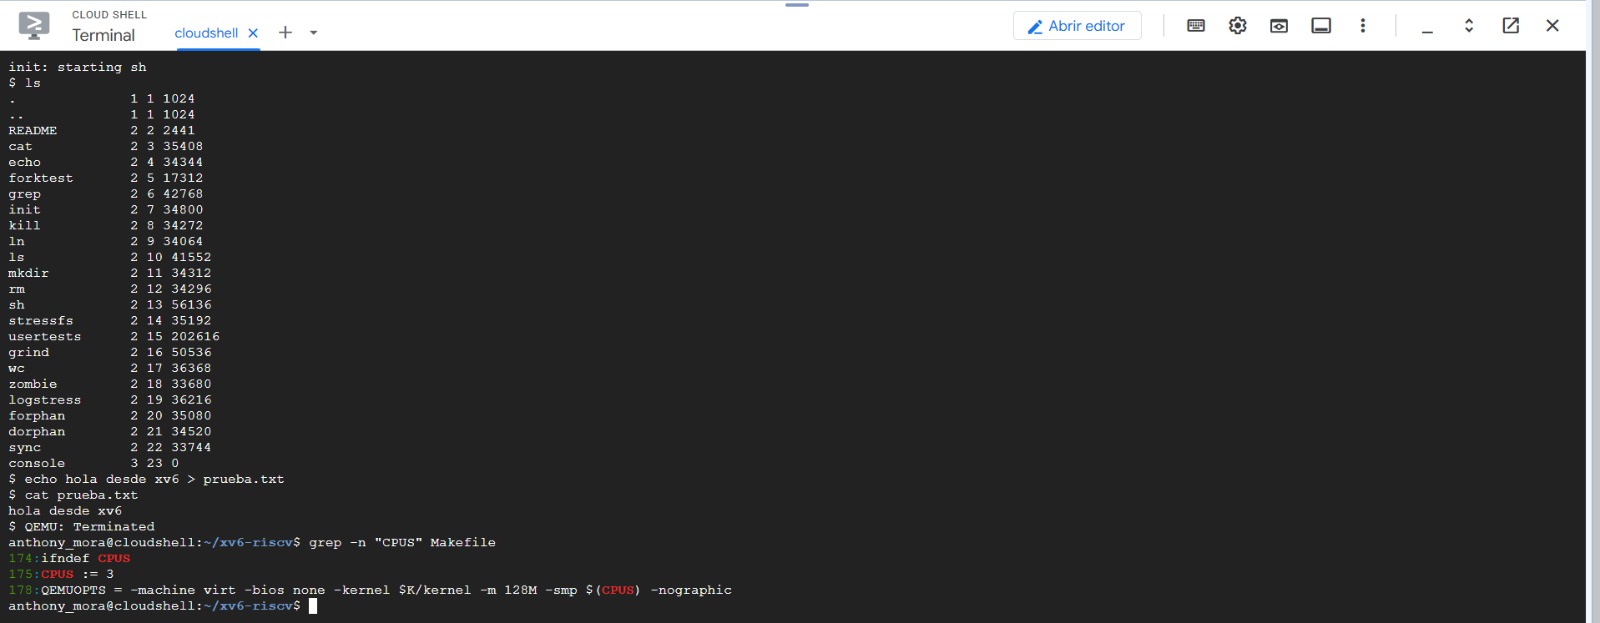 CLOUD SHELL
Terminal
cloudshell
Abrir editor
init: starting sh
$ ls
. 1 1 1024
.. 1 1 1024
README 2 2 2441
cat 2 3 35408
echo 2 4 34344
forktest 2 5 17312
grep 2 6 42768
init 2 7 34800
kill 2 8 34272
ln 2 9 34064
ls 2 10 41552
mkdir 2 11 34312
rm 2 12 34296
sh 2 13 56136
stressfs 2 14 35192
usertests 2 15 202616
grind 2 16 50536
wc 2 17 36368
zombie 2 18 33680
logstress 2 19 36216
forphan 2 20 35080
dorphan 2 21 34520
sync 2 22 33744
console 3 23 0
$ echo hola desde xv6 > prueba.txt
$ cat prueba.txt
hola desde xv6
$ QEMU: Terminated
anthony_mora@cloudshell:~/xv6-riscv$ grep -n "CPUS" Makefile
174:ifndef CPUS
175:CPUS := 3
178:QEMUOPTS = -machine virt -bios none -kernel $K/kernel -m 128M -smp $(CPUS) -nographic
anthony_mora@cloudshell:~/xv6-riscv$